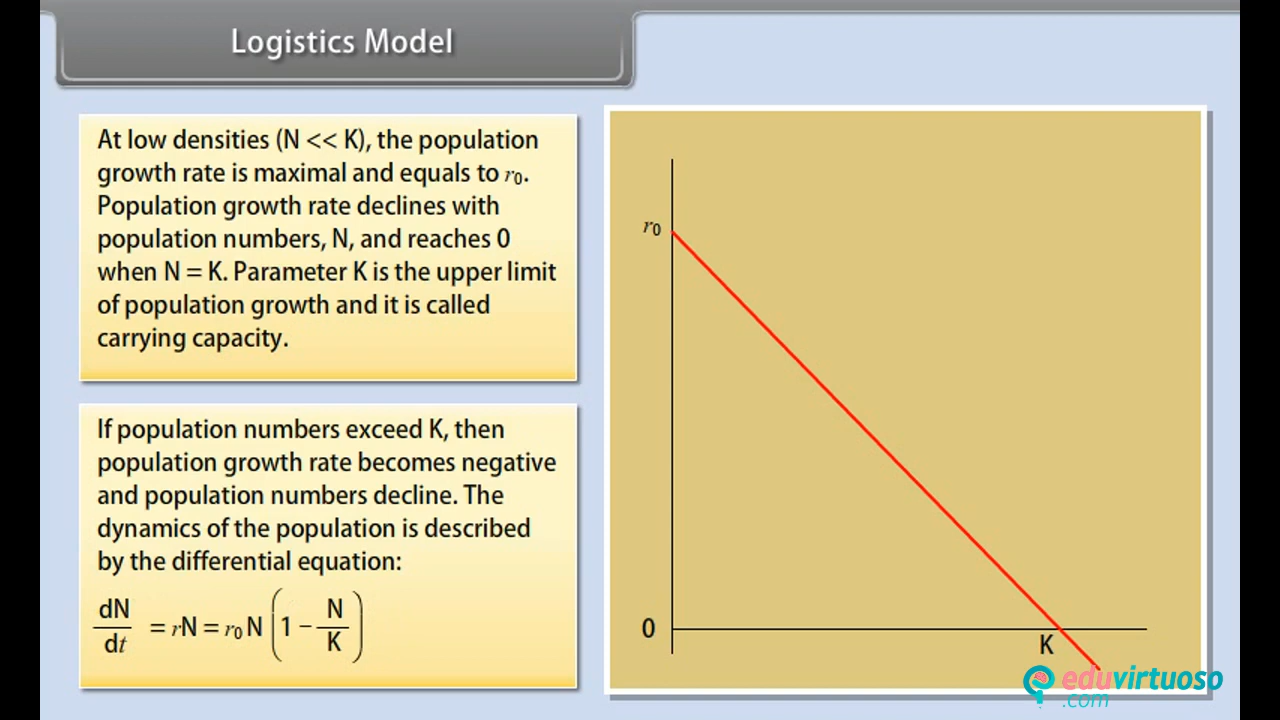 Logistics Model
At low densities (N << K), the population
growth rate is maximal and equals to r₀.
Population growth rate declines with
population numbers, N, and reaches 0
when N = K. Parameter K is the upper limit
of population growth and it is called
carrying capacity.
If population numbers exceed K, then
population growth rate becomes negative
and population numbers decline. The
dynamics of the population is described
by the differential equation:
dN/dt = rN = r₀ N (1 − N/K)
r₀
0
K
eduvirtuoso
.com